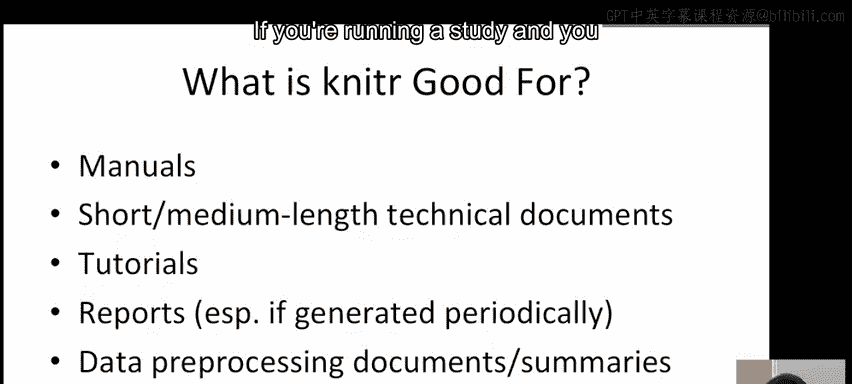 GPT中英字幕课程资源@bilibili.com
If you're running a study and you
What is knitr Good For?
• Manuals
• Short/medium-length technical documents
• Tutorials
• Reports (esp. if generated periodically)
• Data preprocessing documents/summaries